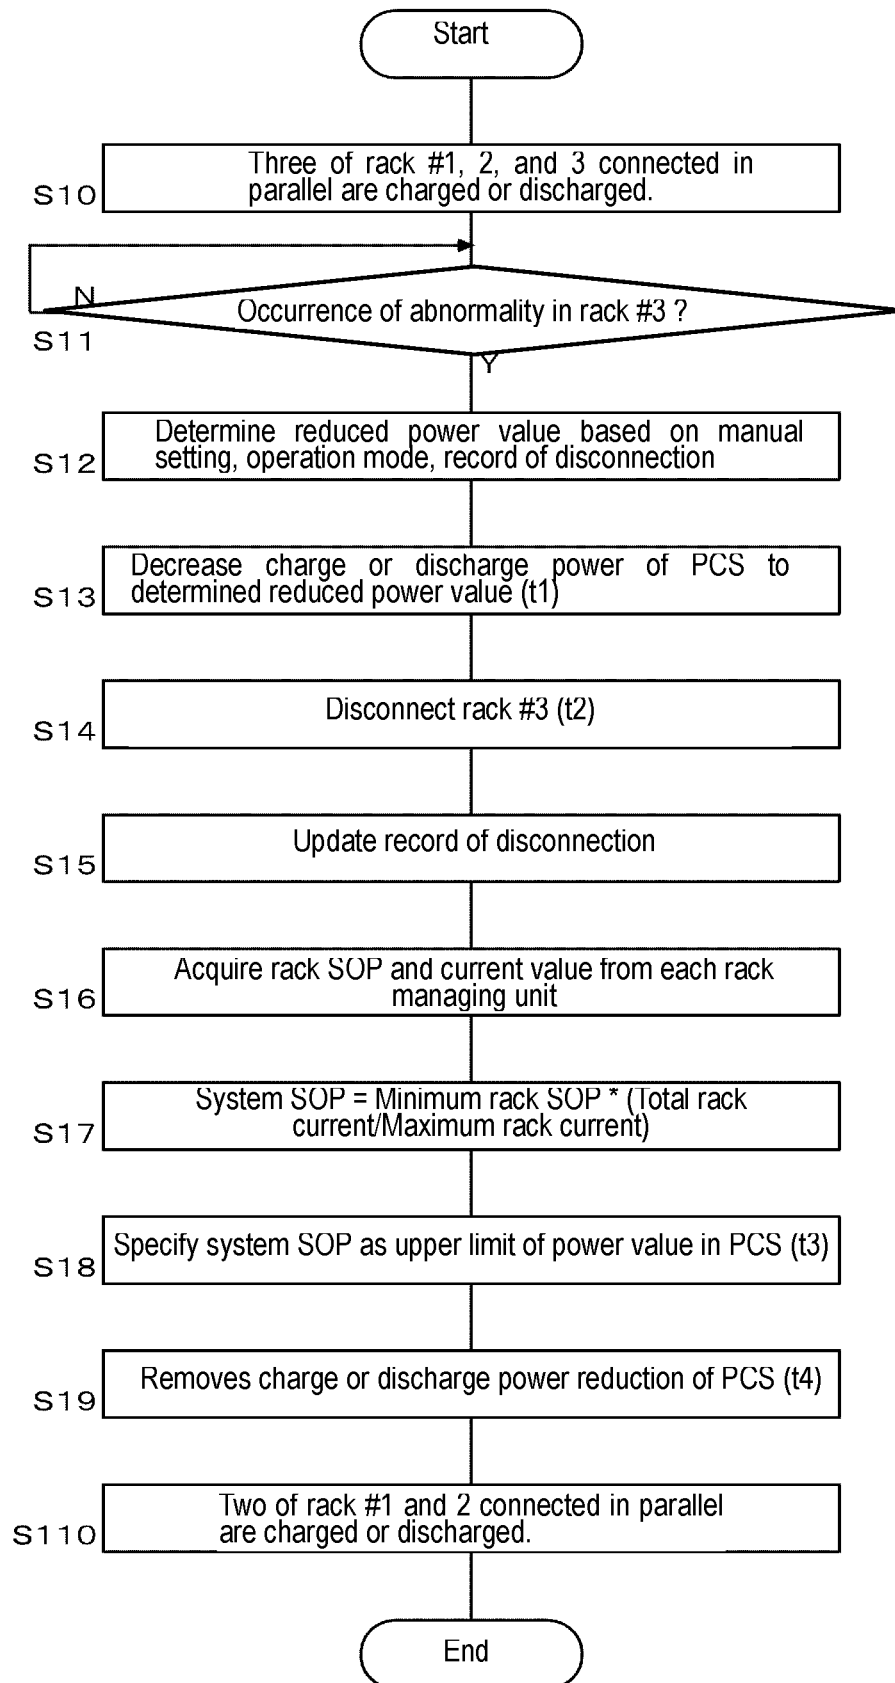 Start
Three of rack #1, 2, and 3 connected in
parallel are charged or discharged.
S10
N
Occurrence of abnormality in rack #3 ?
S11
Y
Determine reduced power value based on manual
setting, operation mode, record of disconnection
S12
Decrease charge or discharge power of PCS to
determined reduced power value (t1)
S13
Disconnect rack #3 (t2)
S14
Update record of disconnection
S15
Acquire rack SOP and current value from each rack
managing unit
S16
System SOP = Minimum rack SOP * (Total rack
current/Maximum rack current)
S17
Specify system SOP as upper limit of power value in PCS (t3)
S18
Removes charge or discharge power reduction of PCS (t4)
S19
Two of rack #1 and 2 connected in parallel
are charged or discharged.
S110
End